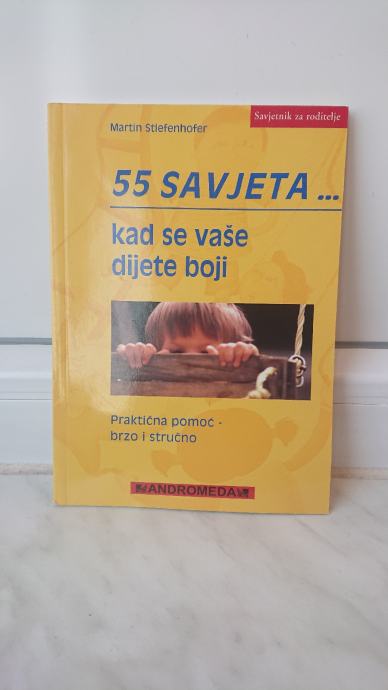 Savjetnik za roditelje
Martin Stiefenhofer
55 SAVJETA ...
kad se vaše
dijete boji
Praktična pomoć -
brzo i stručno
ANDROMEDA